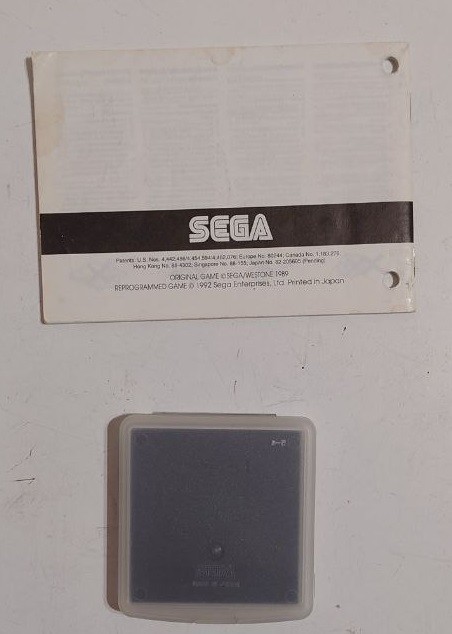 SEGA
Patents: U.S. Nos. 4,442,486/4,454,594/4,462,076; Europe No. 80244; Canada No. 1,183,276
Hong Kong No. 88-4302; Singapore No. 88-155; Japan No. 82-205605 (Pending)
ORIGINAL GAME © SEGA/WESTONE 1989
REPROGRAMMED GAME © 1992 Sega Enterprises, Ltd. Printed in Japan